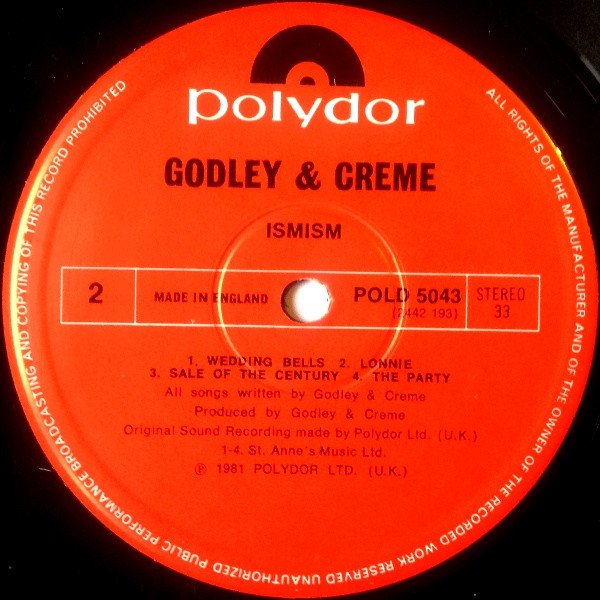 polydor
GODLEY & CREME
ISMISM
2
MADE IN ENGLAND
POLD 5043
(2442 193)
STEREO
33
1. WEDDING BELLS 2. LONNIE
3. SALE OF THE CENTURY 4. THE PARTY
All songs written by Godley & Creme
Produced by Godley & Creme
Original Sound Recording made by Polydor Ltd. (U.K.)
1-4. St. Anne's Music Ltd.
℗ 1981 POLYDOR LTD. (U.K.)
ALL RIGHTS OF THE MANUFACTURER AND OF THE OWNER OF THE RECORDED WORK RESERVED UNAUTHORIZED PUBLIC PERFORMANCE BROADCASTING AND COPYING OF THIS RECORD PROHIBITED